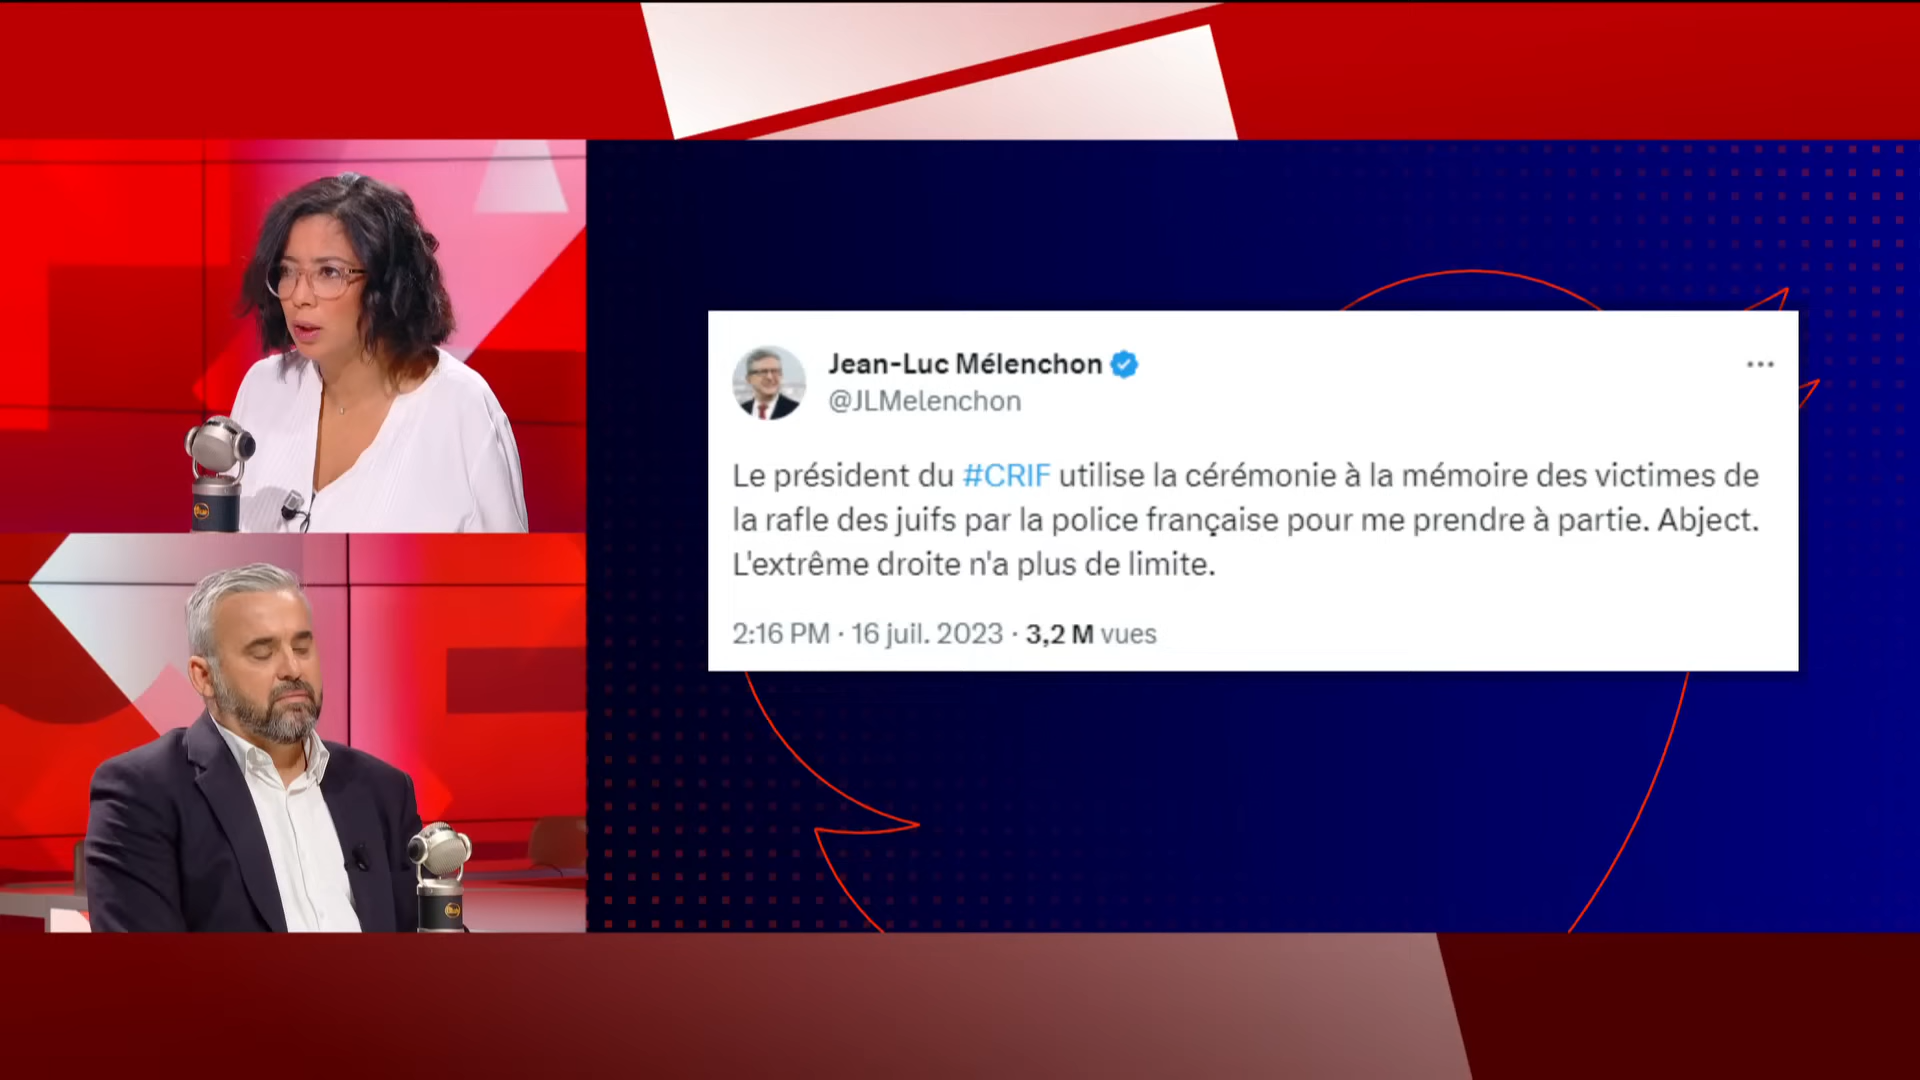 Jean-Luc Mélenchon
@JLMelenchon
Le président du #CRIF utilise la cérémonie à la mémoire des victimes de
la rafle des juifs par la police française pour me prendre à partie. Abject.
L'extrême droite n'a plus de limite.
2:16 PM · 16 juil. 2023 · 3,2 M vues